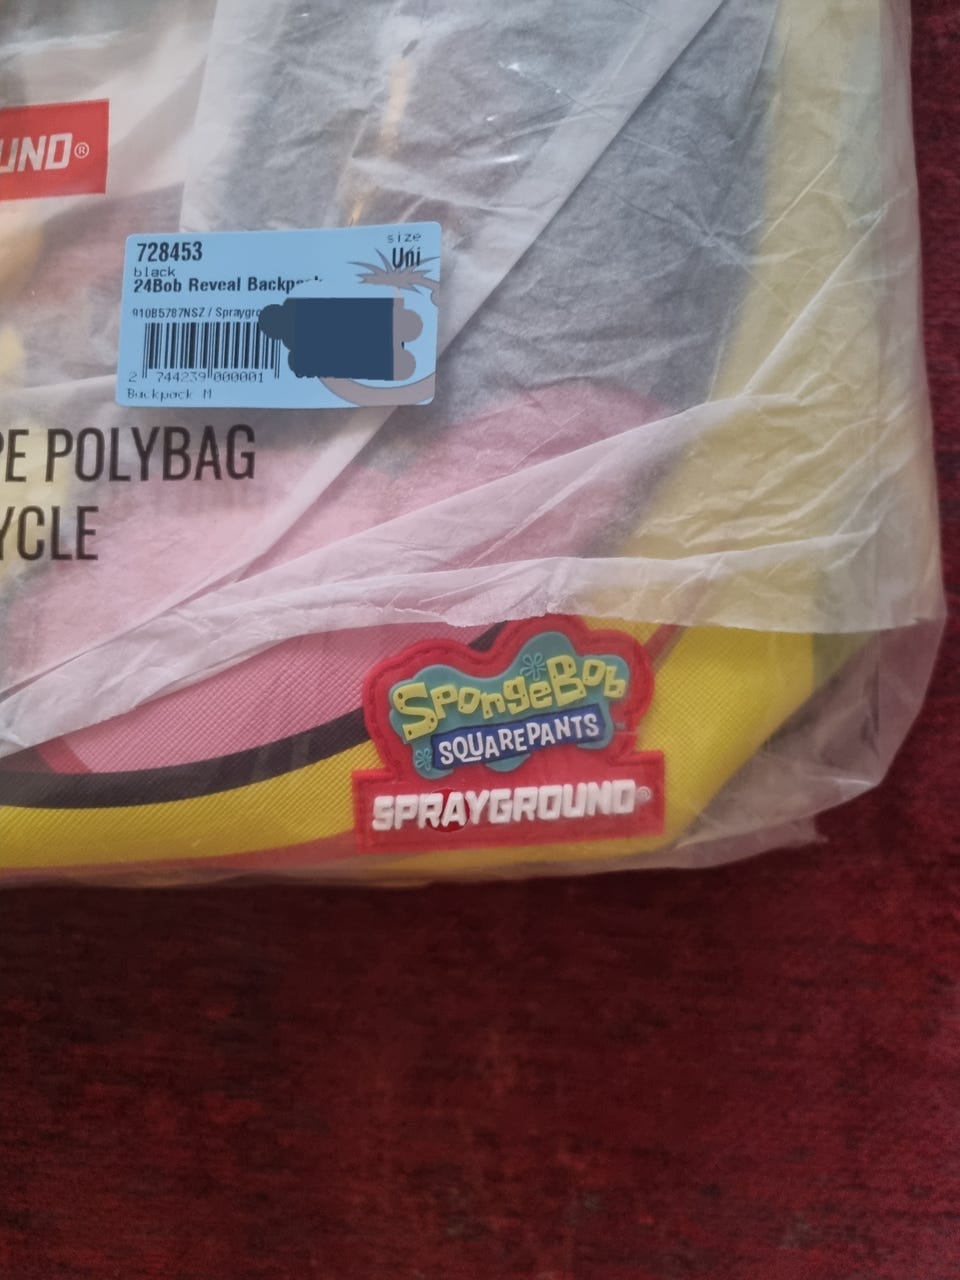 UND®
728453
size
Uni
black
24Bob Reveal
910B5787NSZ / Spraygro
2 744239 000001
Backpack M
PE POLYBAG
YCLE
SpongeBob
SQUAREPANTS
SPRAYGROUND®